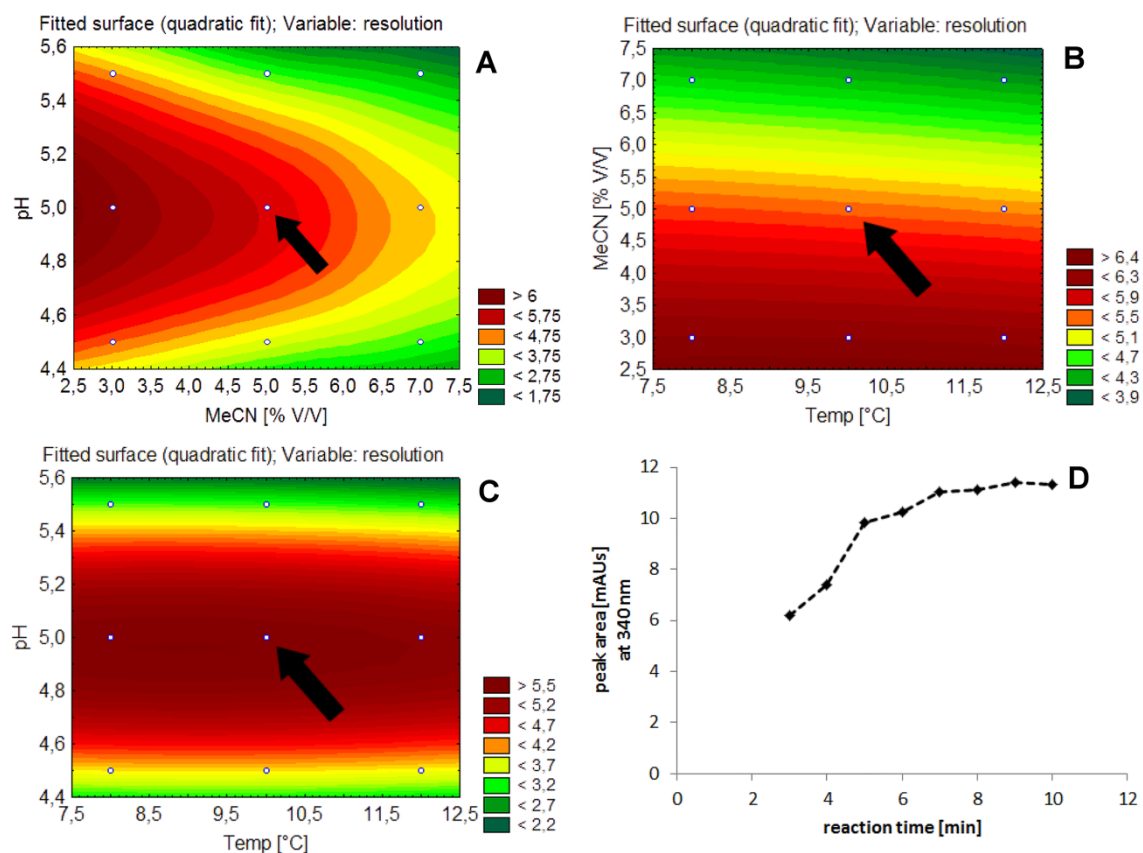 Fitted surface (quadratic fit); Variable: resolution
A
pH
5,6
5,4
5,2
5,0
4,8
4,6
4,4
2,5 3,0 3,5 4,0 4,5 5,0 5,5 6,0 6,5 7,0 7,5
MeCN [% V/V]
> 6
< 5,75
< 4,75
< 3,75
< 2,75
< 1,75
Fitted surface (quadratic fit); Variable: resolution
B
MeCN [% V/V]
7,5
7,0
6,5
6,0
5,5
5,0
4,5
4,0
3,5
3,0
2,5
7,5 8,5 9,5 10,5 11,5 12,5
Temp [°C]
> 6,4
< 6,3
< 5,9
< 5,5
< 5,1
< 4,7
< 4,3
< 3,9
Fitted surface (quadratic fit); Variable: resolution
C
pH
5,6
5,4
5,2
5,0
4,8
4,6
4,4
7,5 8,5 9,5 10,5 11,5 12,5
Temp [°C]
> 5,5
< 5,2
< 4,7
< 4,2
< 3,7
< 3,2
< 2,7
< 2,2
D
peak area [mAUs]
at 340 nm
12
10
8
6
4
2
0
0 2 4 6 8 10 12
reaction time [min]